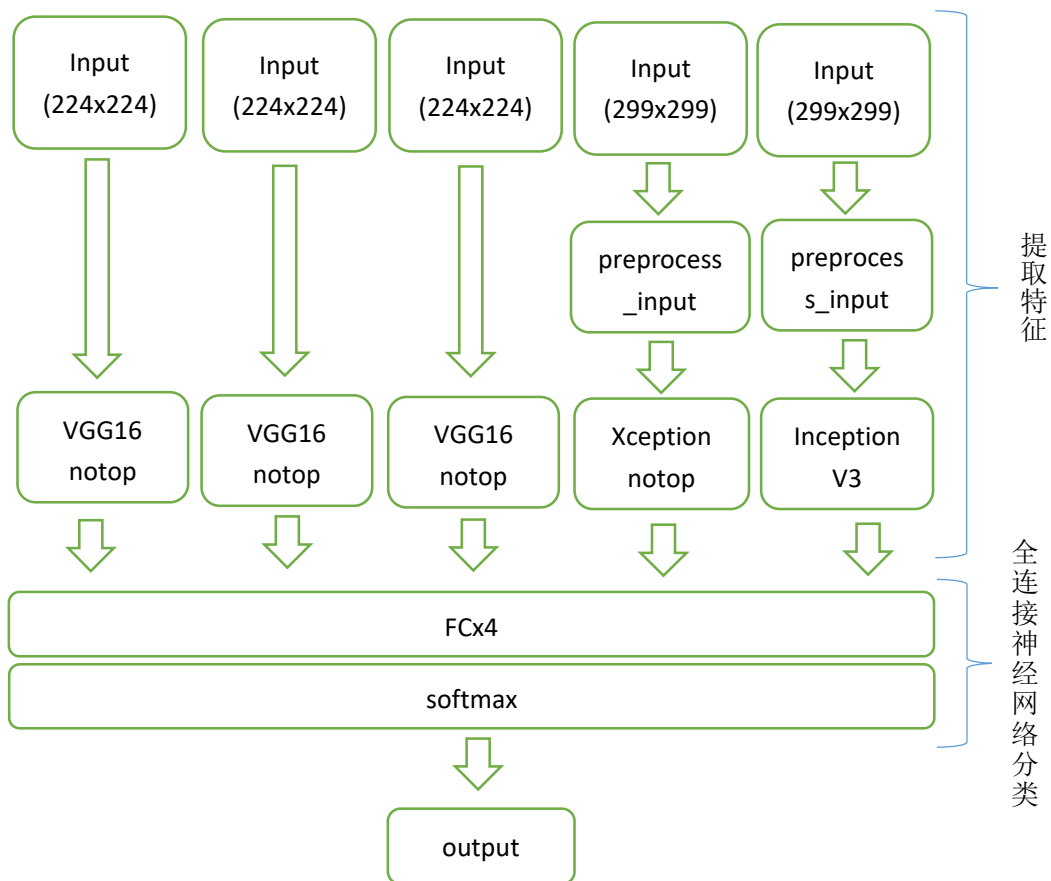 Input
(224x224)
Input
(224x224)
Input
(224x224)
Input
(299x299)
Input
(299x299)
preprocess
_input
preproces
s_input
提取特征
VGG16
notop
VGG16
notop
VGG16
notop
Xception
notop
Inception
V3
FCx4
softmax
全连接神经网络分类
output